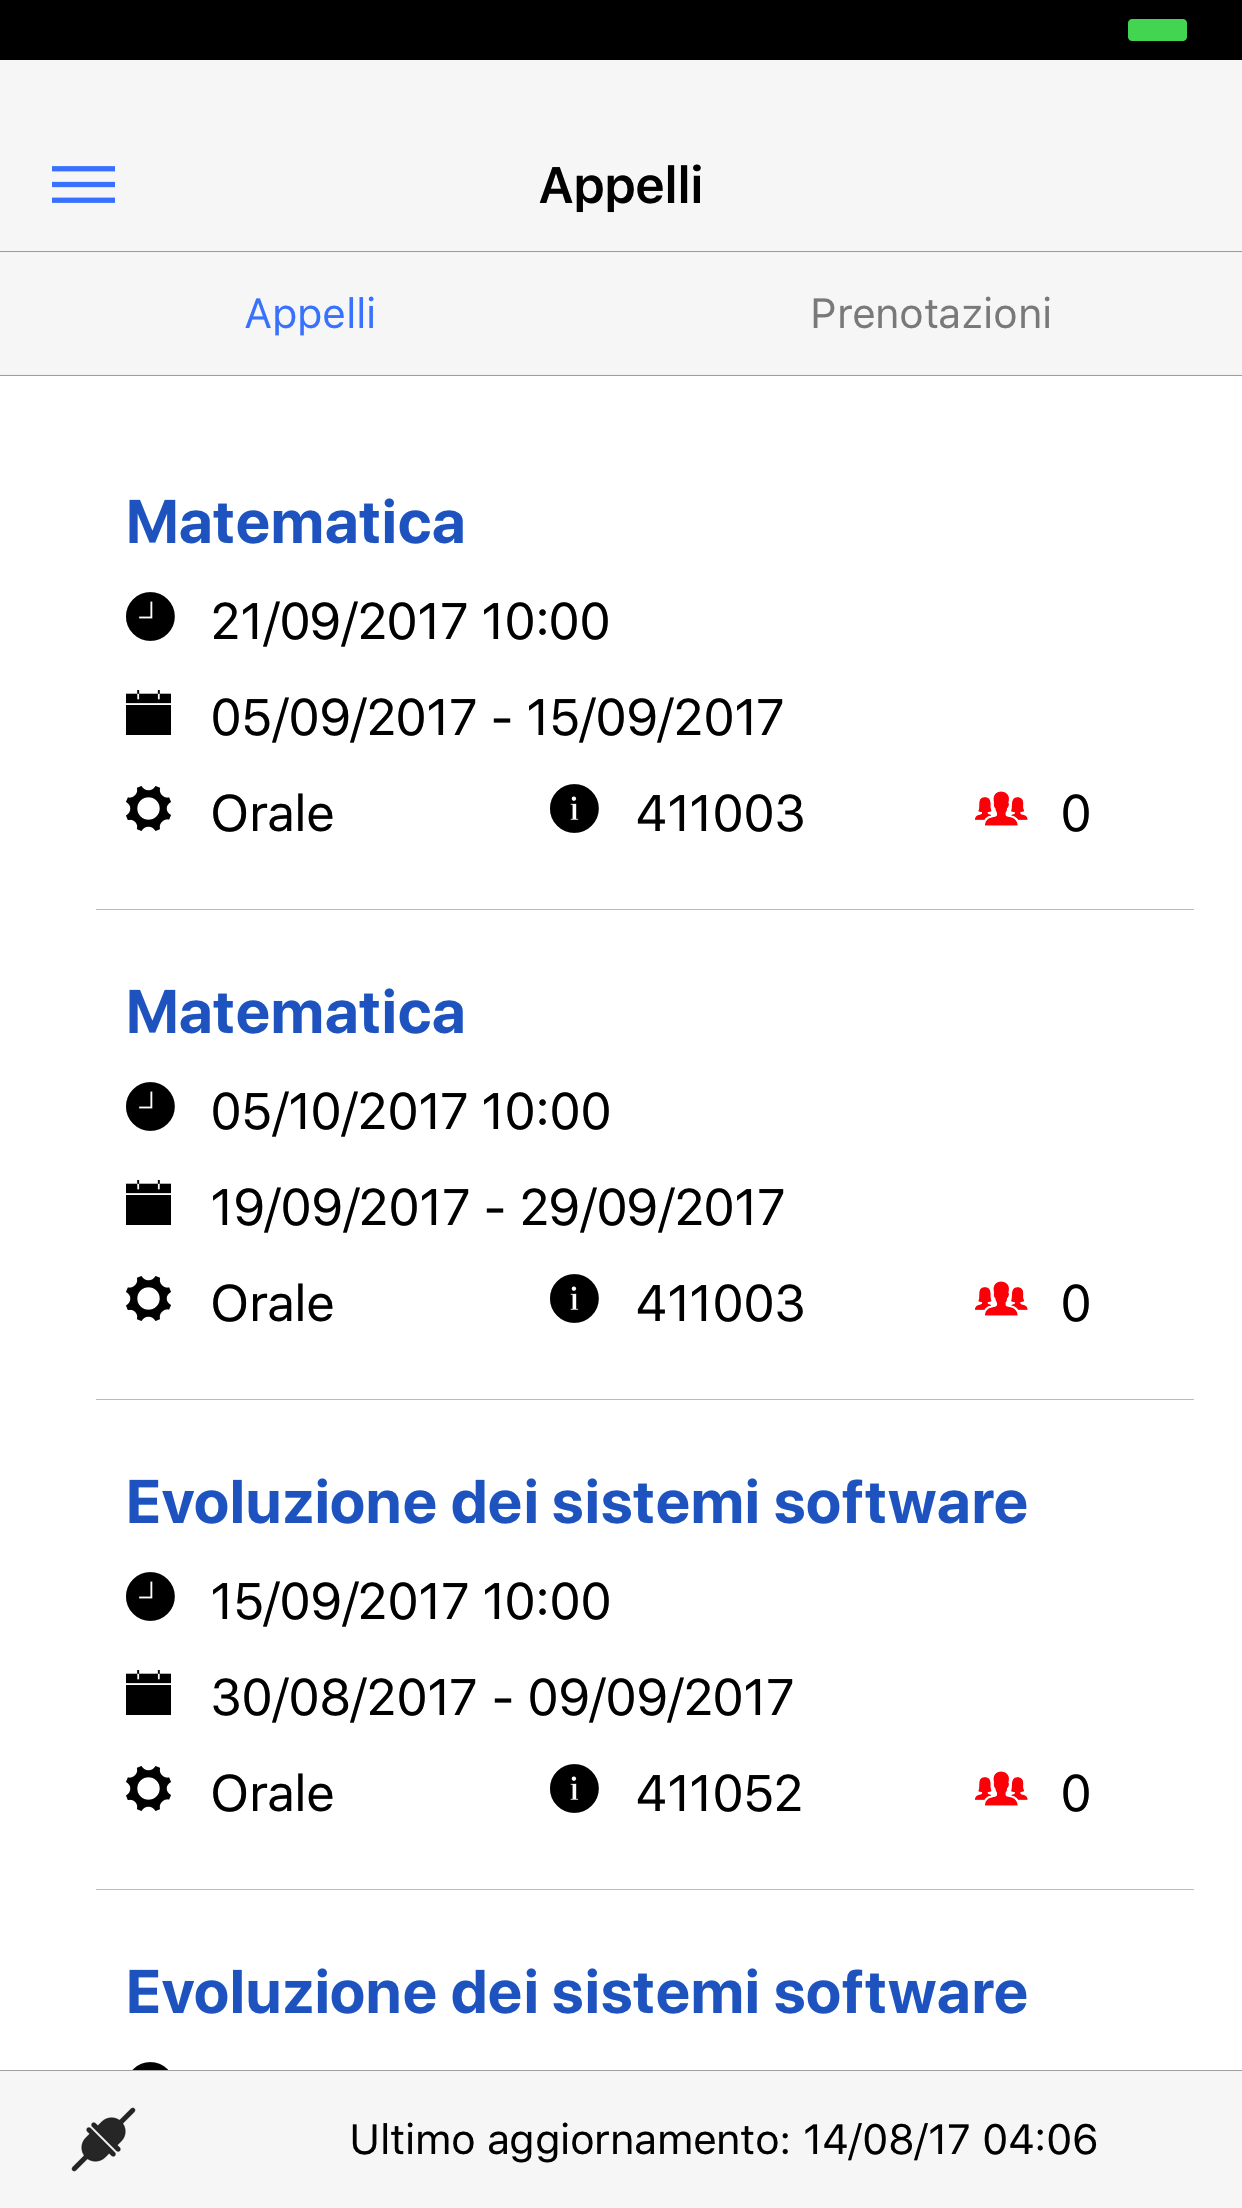 Appelli
Appelli Prenotazioni
Matematica
21/09/2017 10:00
05/09/2017 - 15/09/2017
Orale 411003 0
Matematica
05/10/2017 10:00
19/09/2017 - 29/09/2017
Orale 411003 0
Evoluzione dei sistemi software
15/09/2017 10:00
30/08/2017 - 09/09/2017
Orale 411052 0
Evoluzione dei sistemi software
Ultimo aggiornamento: 14/08/17 04:06